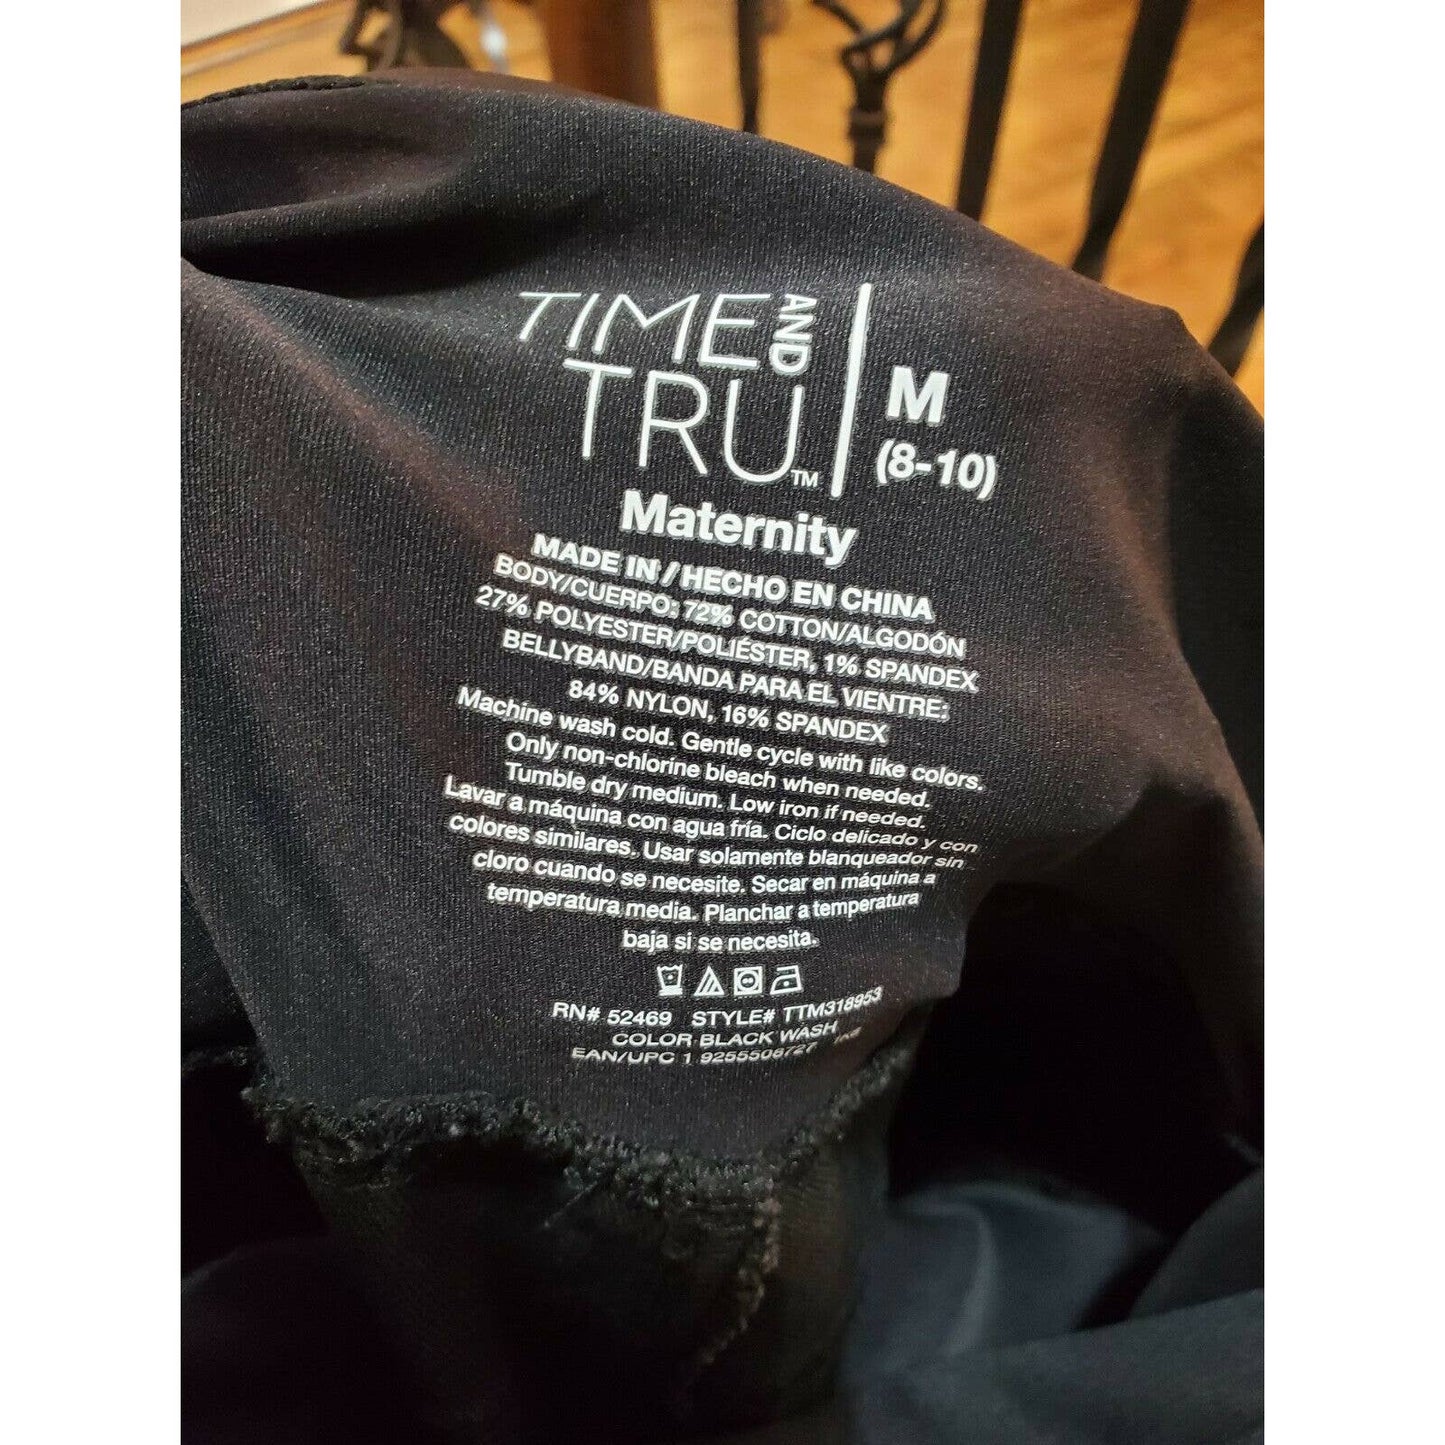 TIME AND
TRU™
M
(8-10)
Maternity
MADE IN / HECHO EN CHINA
BODY/CUERPO: 72% COTTON/ALGODÓN
27% POLYESTER/POLIÉSTER, 1% SPANDEX
BELLYBAND/BANDA PARA EL VIENTRE:
84% NYLON, 16% SPANDEX
Machine wash cold. Gentle cycle with like colors.
Only non-chlorine bleach when needed.
Tumble dry medium. Low iron if needed.
Lavar a máquina con agua fría. Ciclo delicado y con
colores similares. Usar solamente blanqueador sin
cloro cuando se necesite. Secar en máquina a
temperatura media. Planchar a temperatura
baja si se necesita.
RN# 52469 STYLE# TTM318953
COLOR BLACK WASH
EAN/UPC 1